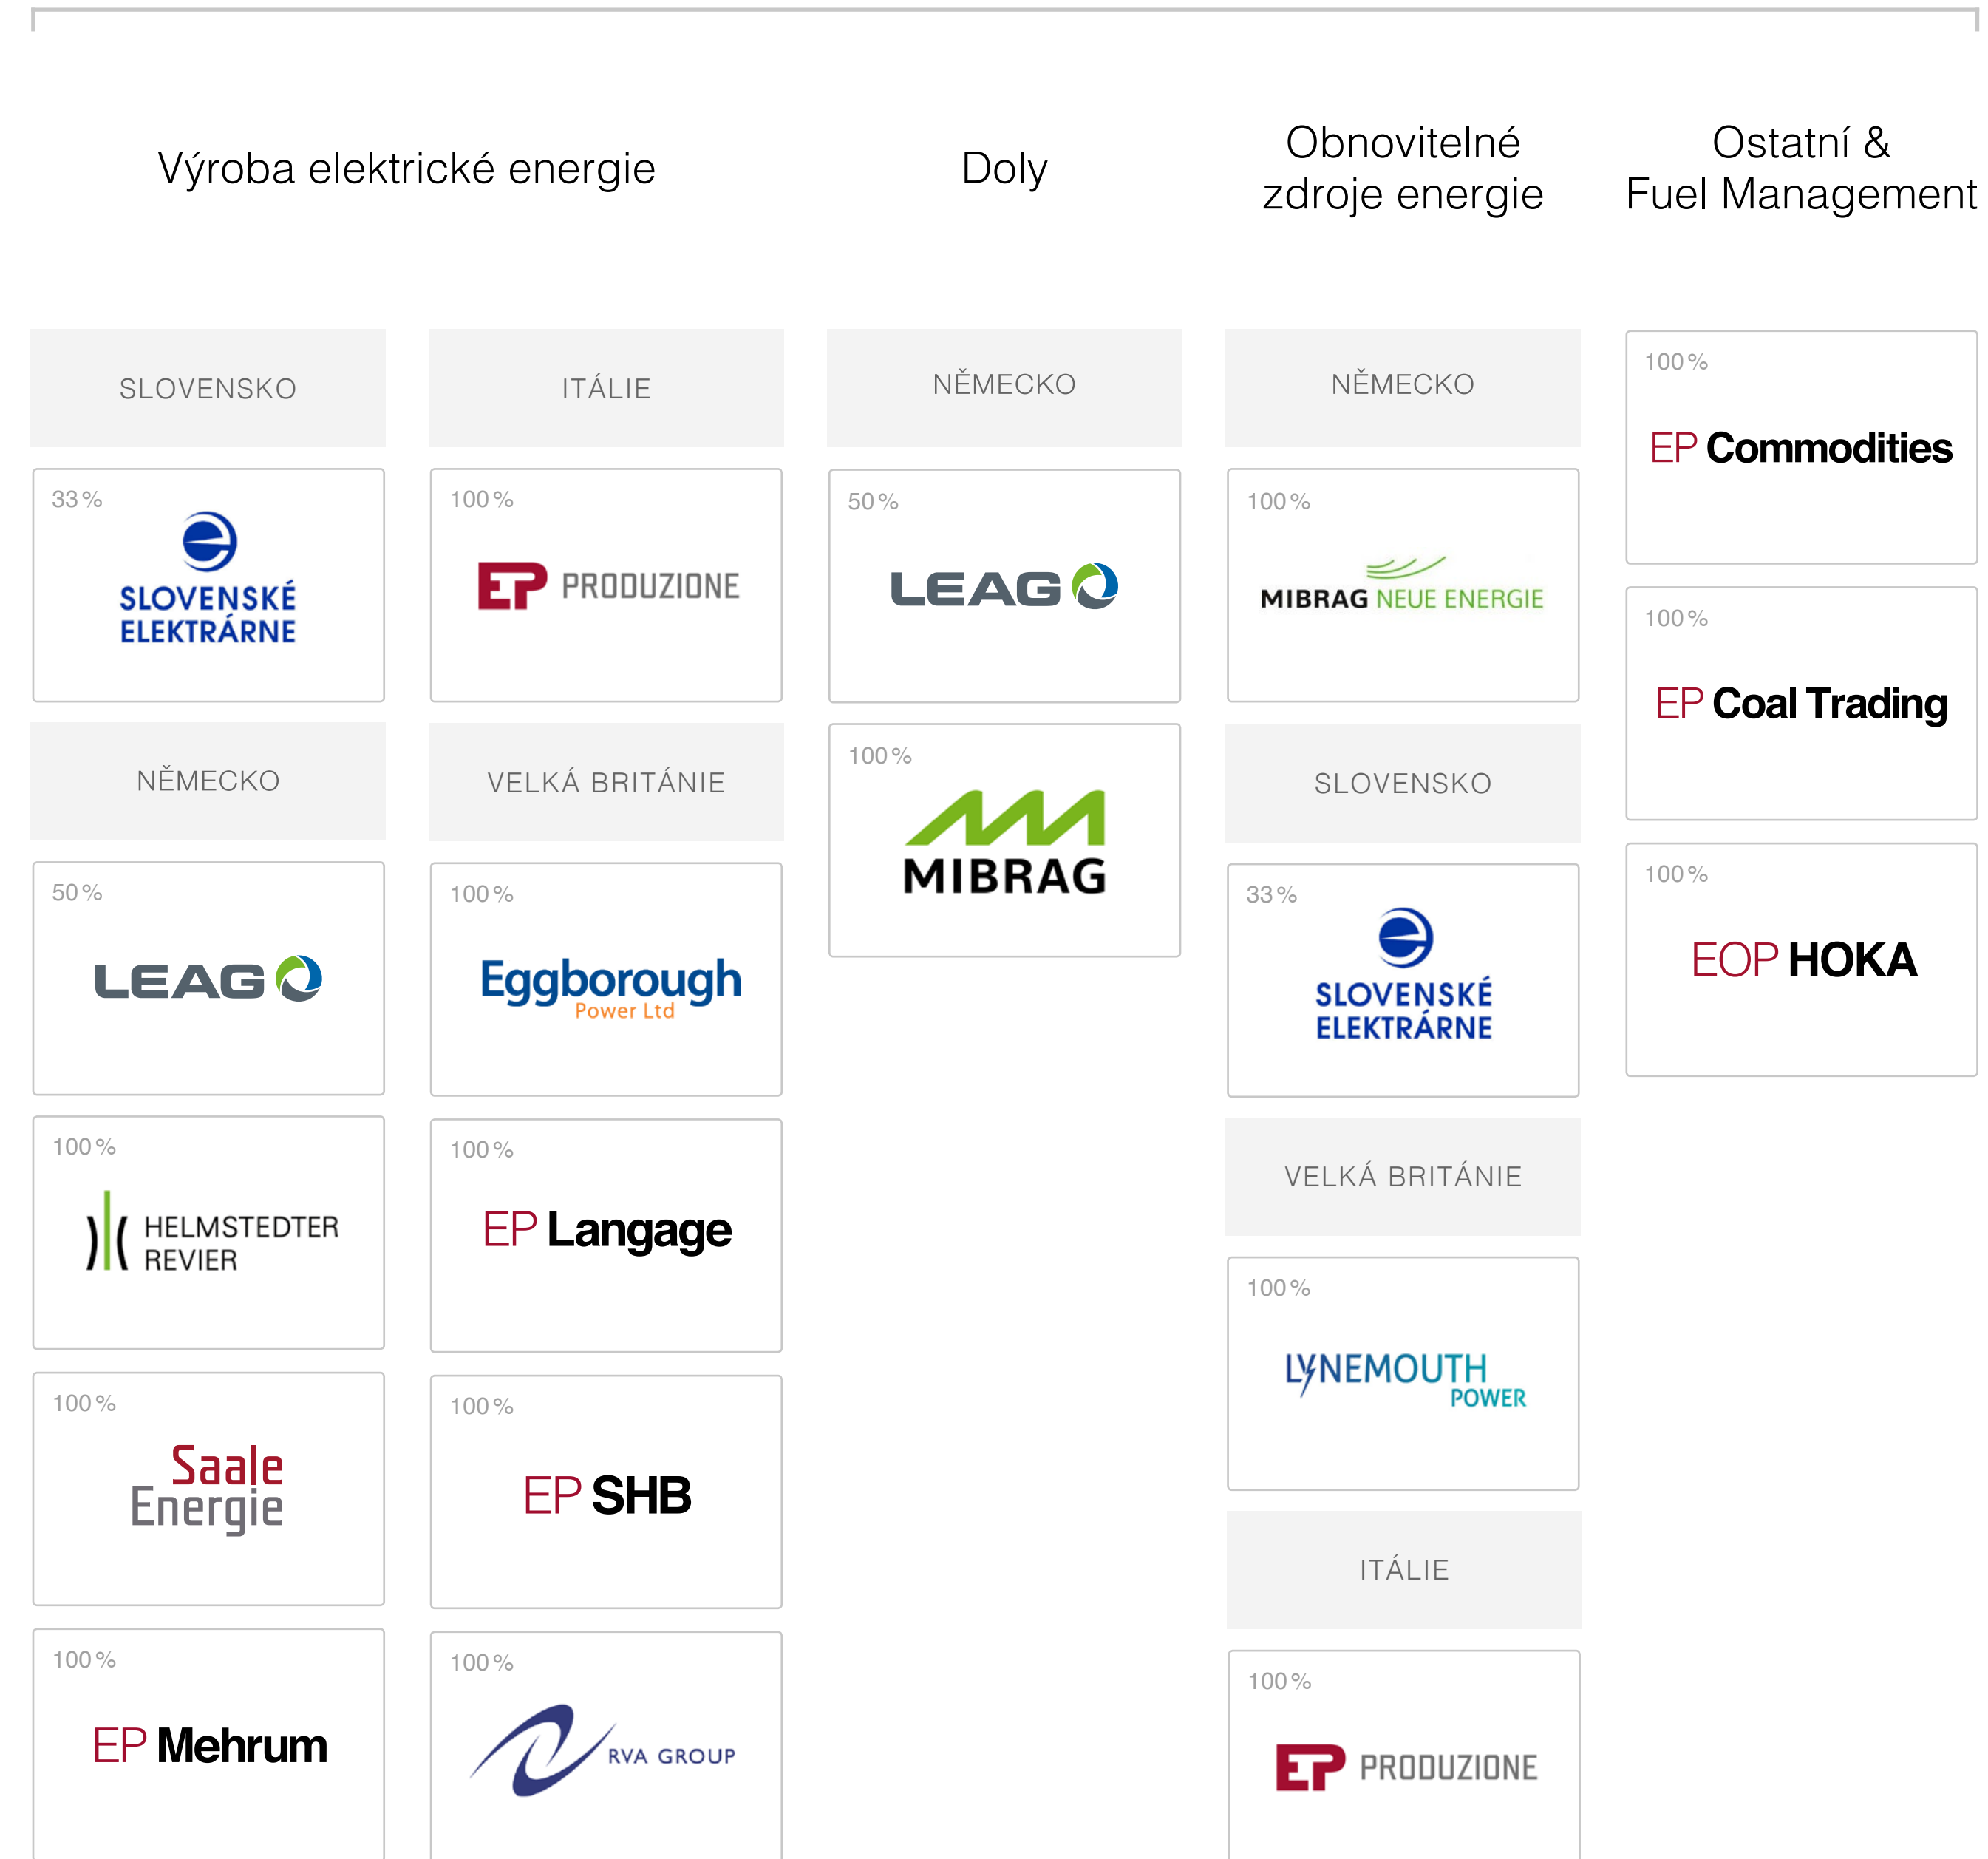 Výroba elektrické energie
Doly
Obnovitelné
zdroje energie
Ostatní &
Fuel Management
SLOVENSKO
33 %
SLOVENSKÉ
ELEKTRÁRNE
NĚMECKO
50 %
LEAG
100 %
HELMSTEDTER
REVIER
100 %
Saale
Energie
100 %
EP Mehrum
ITÁLIE
100 %
EP PRODUZIONE
VELKÁ BRITÁNIE
100 %
Eggborough
Power Ltd
100 %
EP Langage
100 %
EP SHB
100 %
RVA GROUP
NĚMECKO
50 %
LEAG
100 %
MIBRAG
NĚMECKO
100 %
MIBRAG NEUE ENERGIE
SLOVENSKO
33 %
SLOVENSKÉ
ELEKTRÁRNE
VELKÁ BRITÁNIE
100 %
LYNEMOUTH
POWER
ITÁLIE
100 %
EP PRODUZIONE
100 %
EP Commodities
100 %
EP Coal Trading
100 %
EOP HOKA